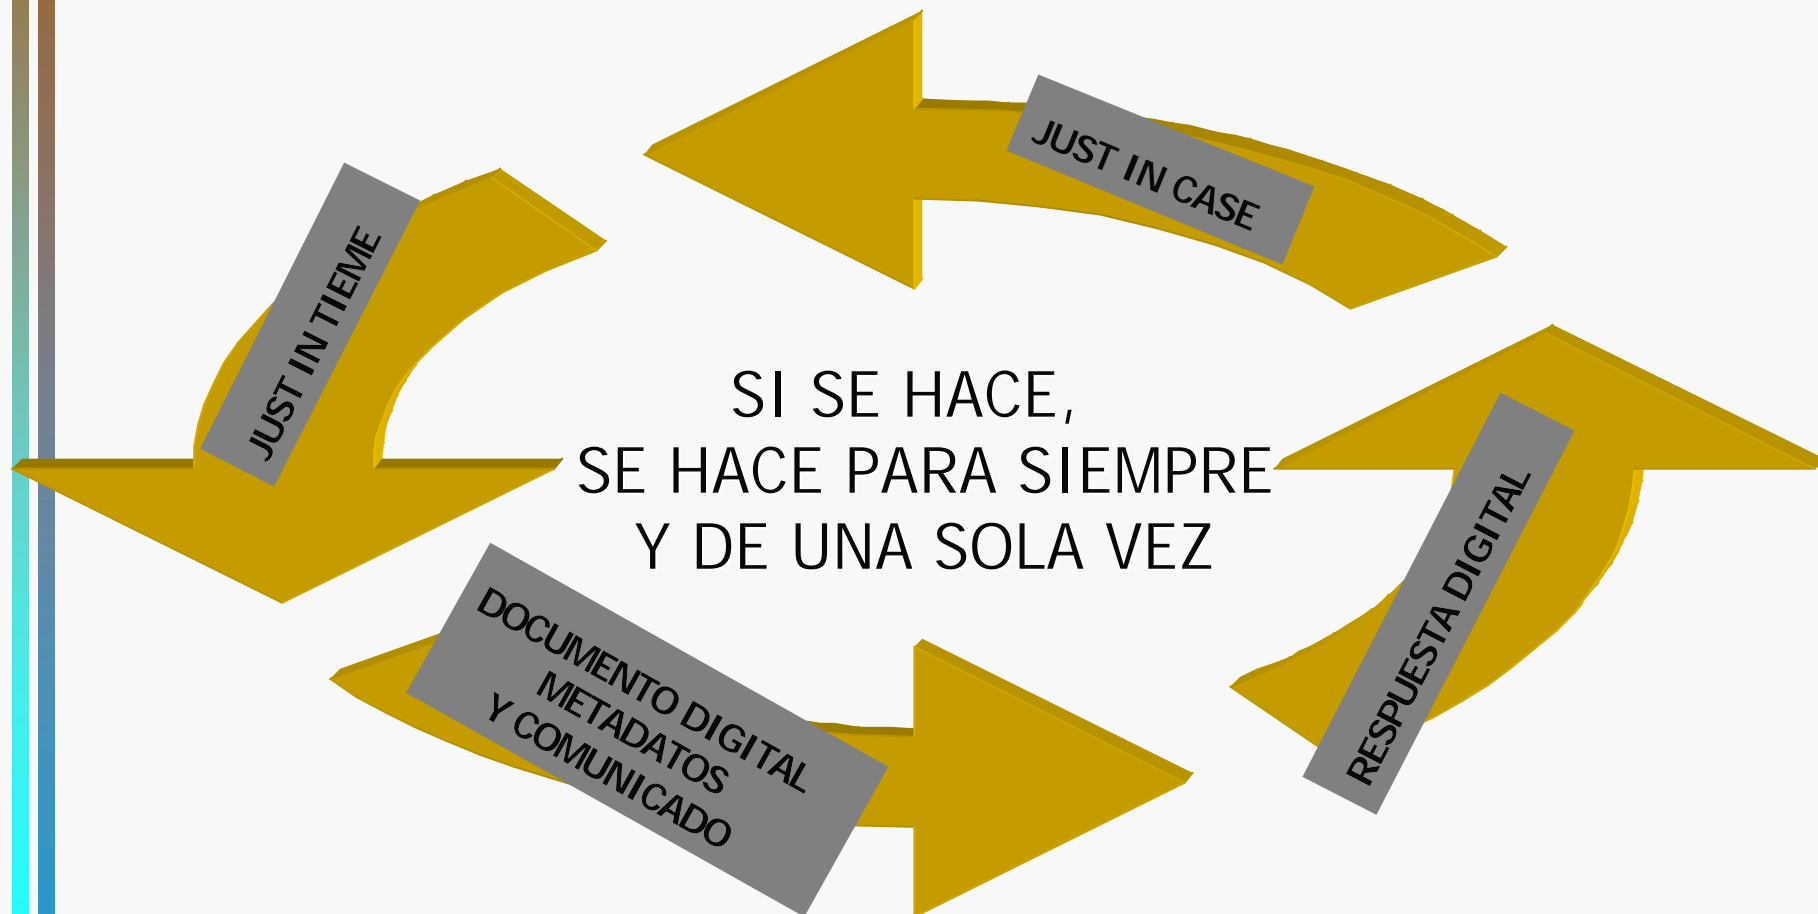 JUST IN CASE
JUST IN TIEME
SI SE HACE,
SE HACE PARA SIEMPRE
Y DE UNA SOLA VEZ
DOCUMENTO DIGITAL
METADATOS
Y COMUNICADO
RESPUESTA DIGITAL